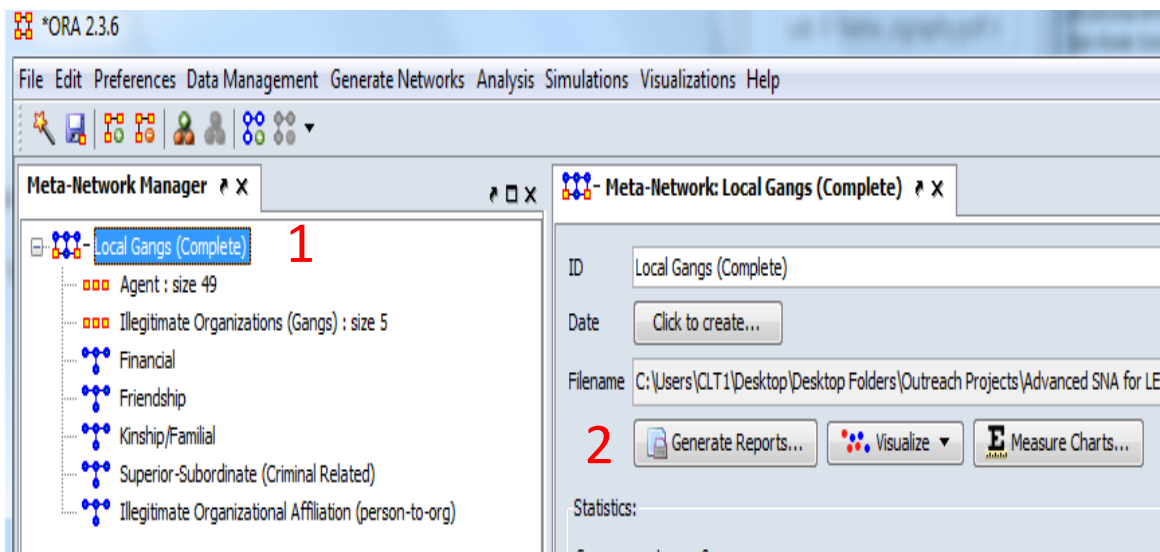 *ORA 2.3.6
File Edit Preferences Data Management Generate Networks Analysis Simulations Visualizations Help
Meta-Network Manager
Local Gangs (Complete)
1
Agent : size 49
Illegitimate Organizations (Gangs) : size 5
Financial
Friendship
Kinship/Familial
Superior-Subordinate (Criminal Related)
Illegitimate Organizational Affiliation (person-to-org)
Meta-Network: Local Gangs (Complete)
ID Local Gangs (Complete)
Date Click to create...
Filename C:\Users\CLT1\Desktop\Desktop Folders\Outreach Projects\Advanced SNA for LE
2 Generate Reports... Visualize E Measure Charts...
Statistics: